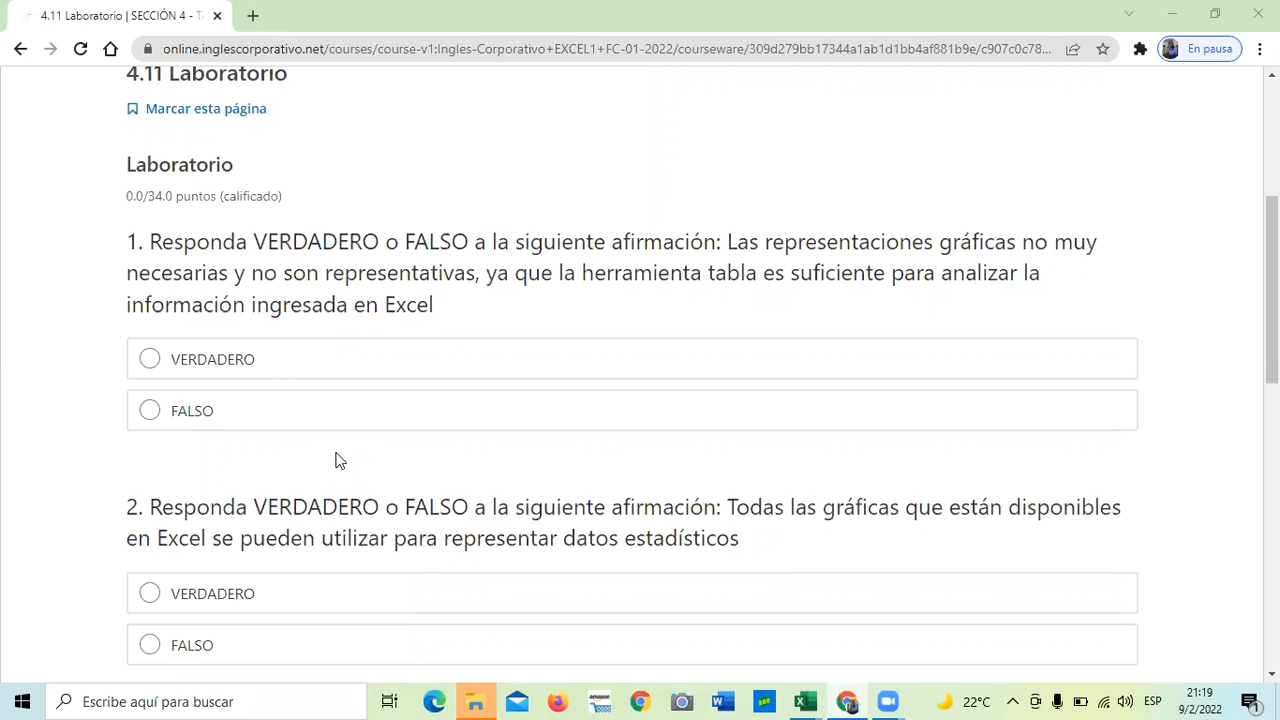 4.11 Laboratorio | SECCIÓN 4 - T
online.inglescorporativo.net/courses/course-v1:Ingles-Corporativo+EXCEL1+FC-01-2022/courseware/309d279bb17344a1ab1d1bb4af881b9e/c907c0c78...
En pausa
4.11 Laboratorio
Marcar esta página
Laboratorio
0.0/34.0 puntos (calificado)
1. Responda VERDADERO o FALSO a la siguiente afirmación: Las representaciones gráficas no muy
necesarias y no son representativas, ya que la herramienta tabla es suficiente para analizar la
información ingresada en Excel
VERDADERO
FALSO
2. Responda VERDADERO o FALSO a la siguiente afirmación: Todas las gráficas que están disponibles
en Excel se pueden utilizar para representar datos estadísticos
VERDADERO
FALSO
Escribe aquí para buscar
amazon
22°C
ESP
21:19
9/2/2022
1